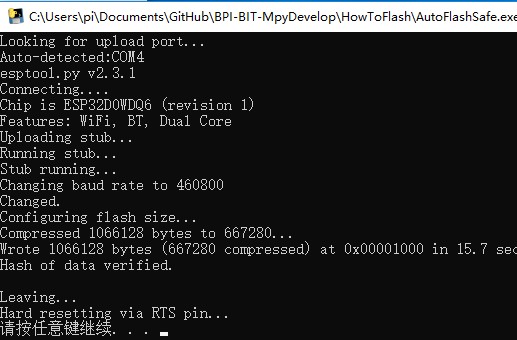 C:\Users\pi\Documents\GitHub\BPI-BIT-MpyDevelop\HowToFlash\AutoFlashSafe.exe
Looking for upload port...
Auto-detected:COM4
esptool.py v2.3.1
Connecting....
Chip is ESP32D0WDQ6 (revision 1)
Features: WiFi, BT, Dual Core
Uploading stub...
Running stub...
Stub running...
Changing baud rate to 460800
Changed.
Configuring flash size...
Compressed 1066128 bytes to 667280...
Wrote 1066128 bytes (667280 compressed) at 0x00001000 in 15.7 sec
Hash of data verified.
Leaving...
Hard resetting via RTS pin...
请按任意键继续. . .